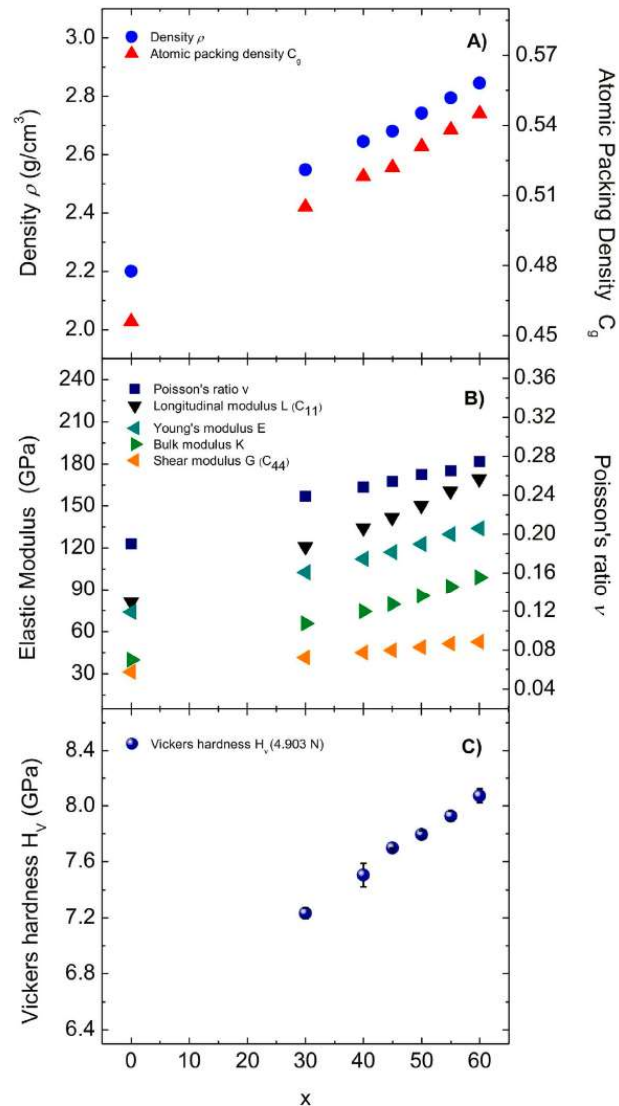 A)
Density ρ
Atomic packing density C_g
3.0
2.8
2.6
2.4
2.2
2.0
Density ρ (g/cm³)
0.57
0.54
0.51
0.48
0.45
Atomic Packing Density C_g
B)
Poisson's ratio ν
Longitudinal modulus L (C₁₁)
Young's modulus E
Bulk modulus K
Shear modulus G (C₄₄)
240
210
180
150
120
90
60
30
Elastic Modulus (GPa)
0.36
0.32
0.28
0.24
0.20
0.16
0.12
0.08
0.04
Poisson's ratio ν
C)
Vickers hardness H_v(4.903 N)
8.4
8.0
7.6
7.2
6.8
6.4
Vickers hardness H_V (GPa)
0 10 20 30 40 50 60
x